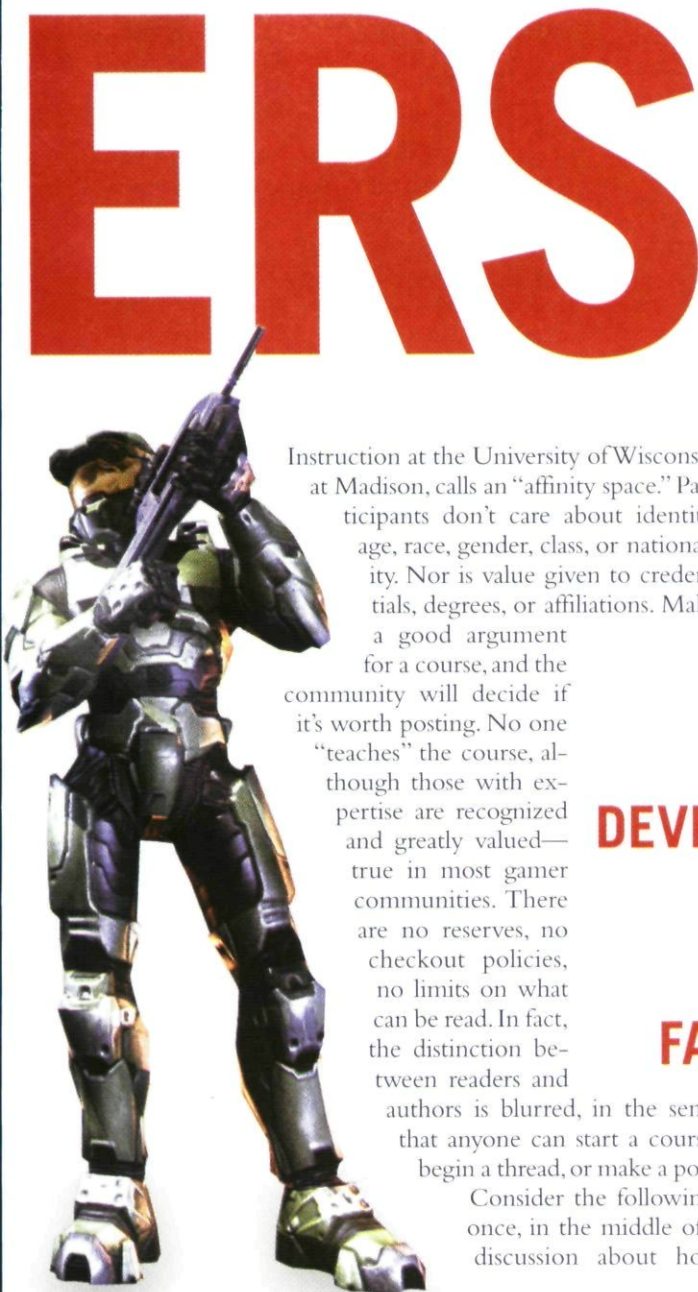 ERS
Instruction at the University of Wiscons
at Madison, calls an “affinity space.” Pa
ticipants don’t care about identit
age, race, gender, class, or nationa
ity. Nor is value given to creden
tials, degrees, or affiliations. Mak
a good argument
for a course, and the
community will decide if
it’s worth posting. No one
“teaches” the course, al-
though those with ex-
pertise are recognized
and greatly valued—
true in most gamer
communities. There
are no reserves, no
checkout policies,
no limits on what
can be read. In fact,
the distinction be-
tween readers and
authors is blurred, in the sen
that anyone can start a cours
begin a thread, or make a po
Consider the followin
once, in the middle of
discussion about ho
DEVE
FA